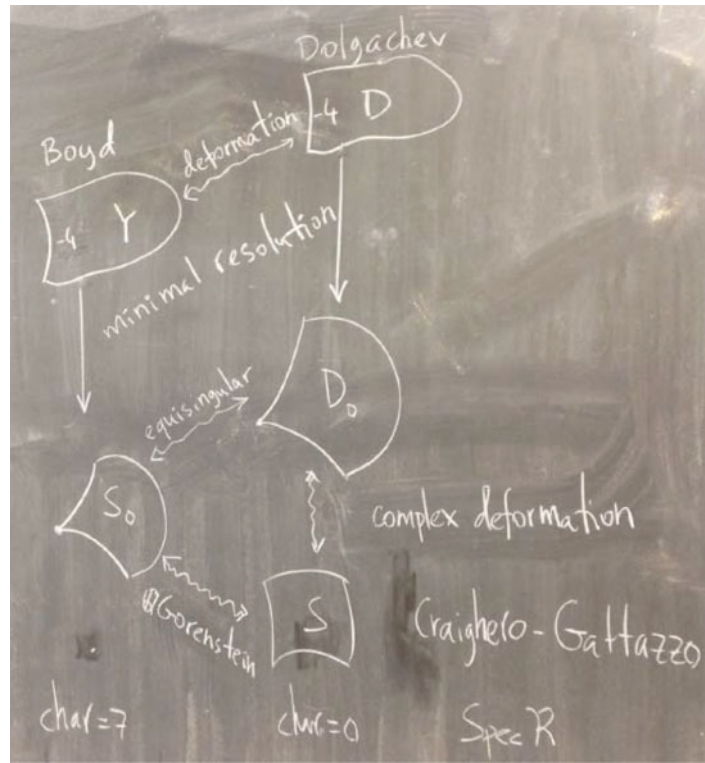 Dolgachev
-4 D
Boyd
deformation
-4 Y
minimal resolution
D₀
equisingular
S₀
complex deformation
ℚGorenstein
S
Craighero-Gattazzo
char=7
char=0
Spec R